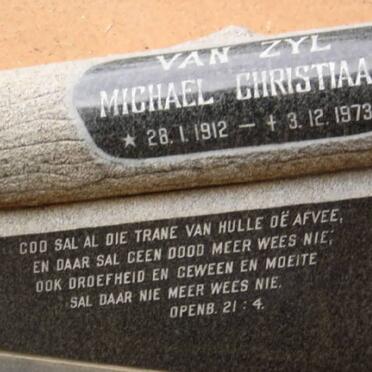 VAN ZYL
MICHAEL CHRISTIAA
★ 28.1.1912 — ✝ 3.12.1973
GOD SAL AL DIE TRANE VAN HULLE OË AFVEE,
EN DAAR SAL GEEN DOOD MEER WEES NIE;
OOK DROEFHEID EN GEWEEN EN MOEITE
SAL DAAR NIE MEER WEES NIE.
OPENB. 21 : 4.